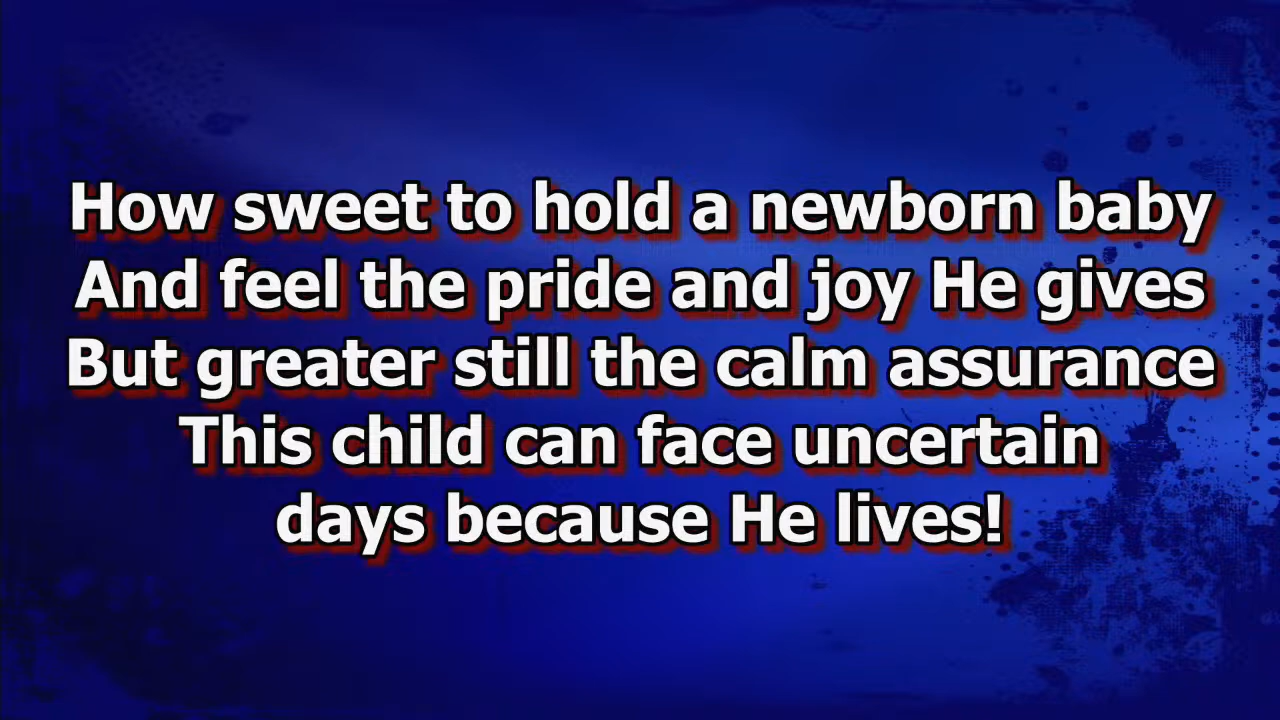 How sweet to hold a newborn baby
And feel the pride and joy He gives
But greater still the calm assurance
This child can face uncertain
days because He lives!